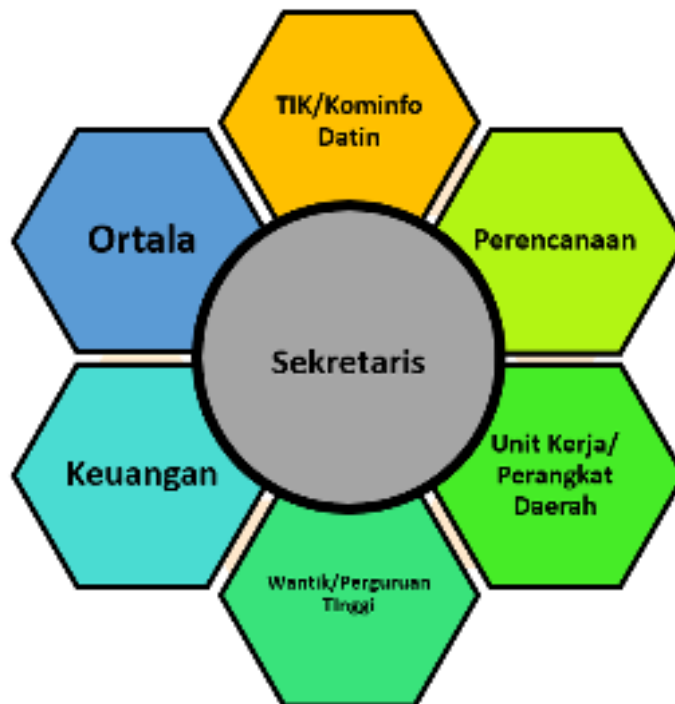 TIK/Kominfo
Datin
Ortala
Perencanaan
Sekretaris
Keuangan
Unit Kerja/
Perangkat
Daerah
Wantik/Perguruan
TInggi